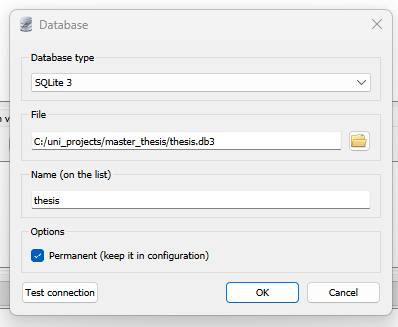 Database
Database type
SQLite 3
File
C:/uni_projects/master_thesis/thesis.db3
Name (on the list)
thesis
Options
Permanent (keep it in configuration)
Test connection
OK
Cancel